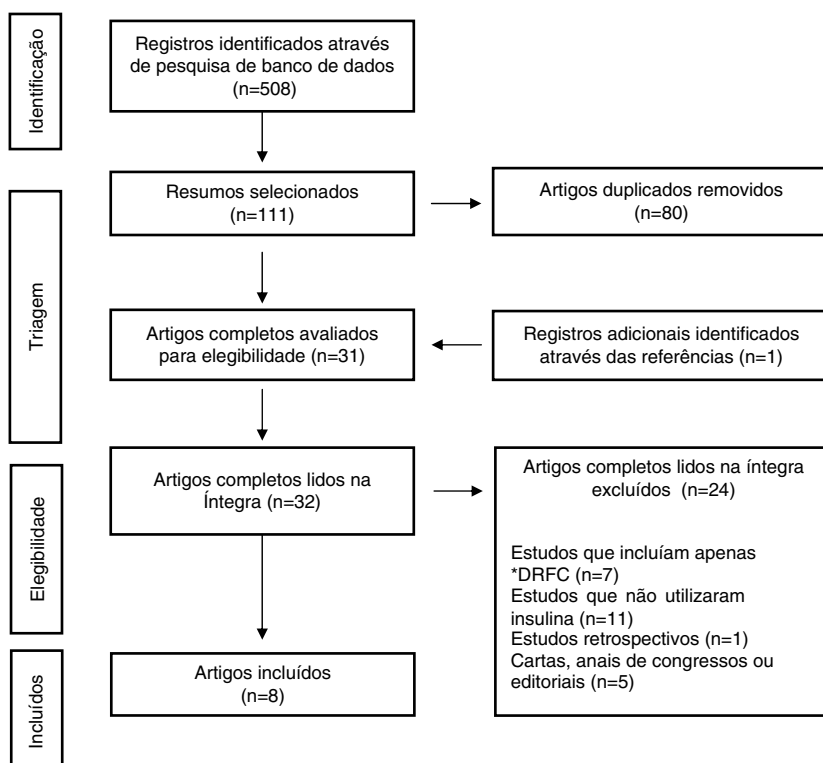 Identificação
Registros identificados através
de pesquisa de banco de dados
(n=508)
Triagem
Resumos selecionados
(n=111)
Artigos duplicados removidos
(n=80)
Artigos completos avaliados
para elegibilidade (n=31)
Registros adicionais identificados
através das referências (n=1)
Elegibilidade
Artigos completos lidos na
Íntegra (n=32)
Artigos completos lidos na íntegra
excluídos (n=24)
Estudos que incluíam apenas
*DRFC (n=7)
Estudos que não utilizaram
insulina (n=11)
Estudos retrospectivos (n=1)
Cartas, anais de congressos ou
editoriais (n=5)
Incluídos
Artigos incluídos
(n=8)